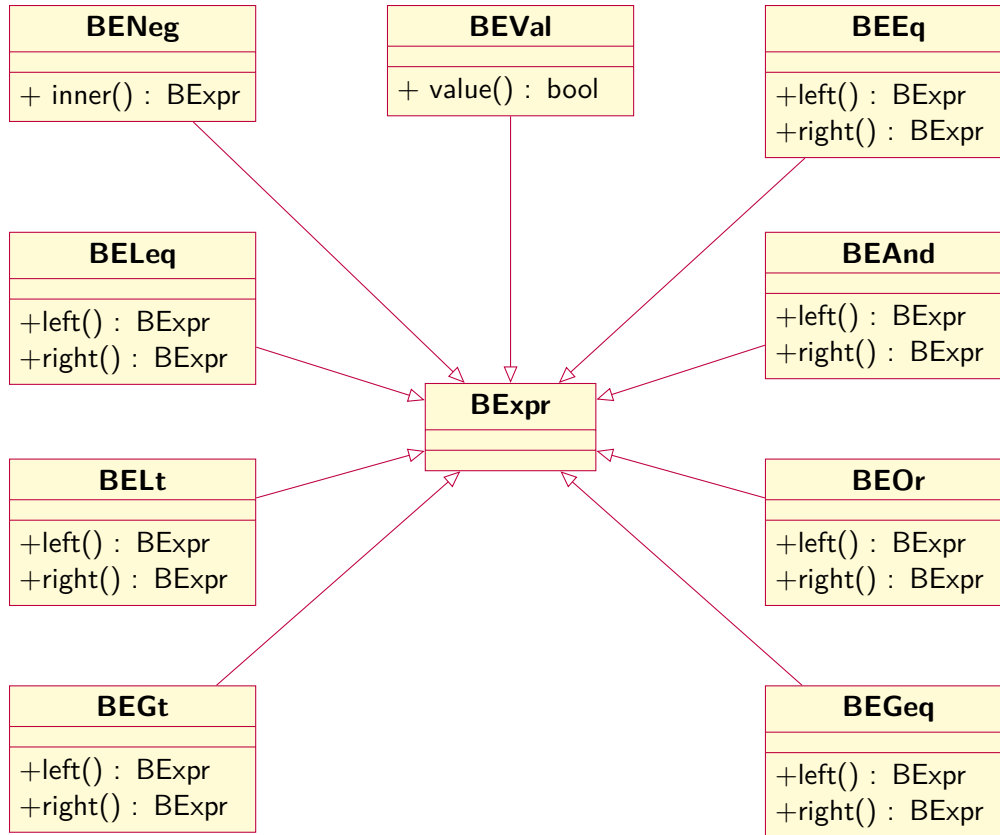 BENeg
+ inner() : BExpr
BEVal
+ value() : bool
BEEq
+left() : BExpr
+right() : BExpr
BELeq
+left() : BExpr
+right() : BExpr
BEAnd
+left() : BExpr
+right() : BExpr
BExpr
BELt
+left() : BExpr
+right() : BExpr
BEOr
+left() : BExpr
+right() : BExpr
BEGt
+left() : BExpr
+right() : BExpr
BEGeq
+left() : BExpr
+right() : BExpr